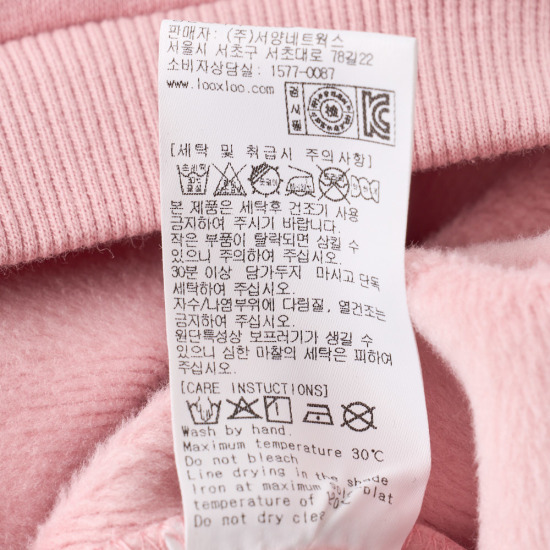 판매자 : (주)서양네트웍스
서울시 서초구 서초대로 78길22
소비자상담실 : 1577-0087
www.looxloo.com
검
사
필
[세탁 및 취급시 주의사항]
본 제품은 세탁후 건조기 사용
금지하여 주시기 바랍니다.
작은 부품이 탈락되면 삼킬 수
있으니 주의하여 주십시오.
30분 이상 담가두지 마시고 단독
세탁하여 주십시오.
자수/나염부위에 다림질, 열건조는
금지하여 주십시오.
원단특성상 보프러기가 생길 수
있으니 심한 마찰의 세탁은 피하여
주십시오.
[CARE INSTUCTIONS]
Wash by hand.
Maximum temperature 30℃
Do not bleach
Line drying in the shade
Iron at maximum plat
temperature of
Do not dry clea